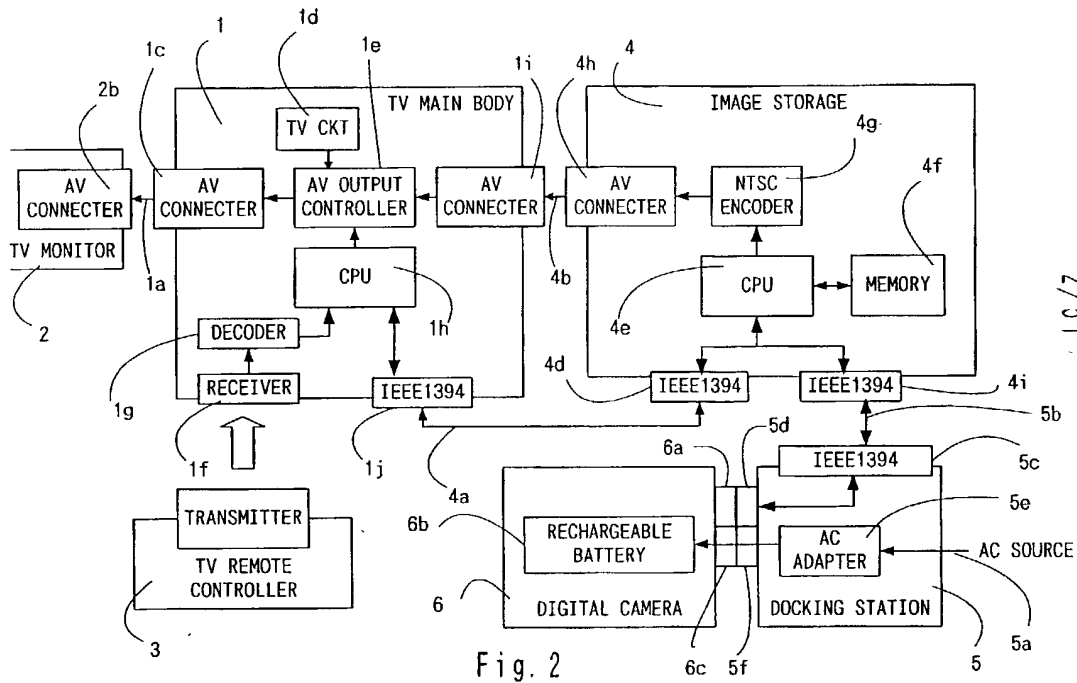 1d
1
1e
1c
1i
4h
4
2b
TV MAIN BODY
IMAGE STORAGE
TV CKT
4g
4f
AV CONNECTER
AV CONNECTER
AV OUTPUT CONTROLLER
AV CONNECTER
AV CONNECTER
NTSC ENCODER
TV MONITOR
1a
CPU
4b
CPU
MEMORY
2
1h
4e
DECODER
4d
1g
RECEIVER
IEEE1394
IEEE1394
IEEE1394
4i
5d
5b
1f
1j
4a
6a
IEEE1394
5c
TRANSMITTER
6b
RECHARGEABLE BATTERY
5e
AC ADAPTER
AC SOURCE
TV REMOTE CONTROLLER
6
DIGITAL CAMERA
DOCKING STATION
3
6c
5f
5
5a
Fig. 2